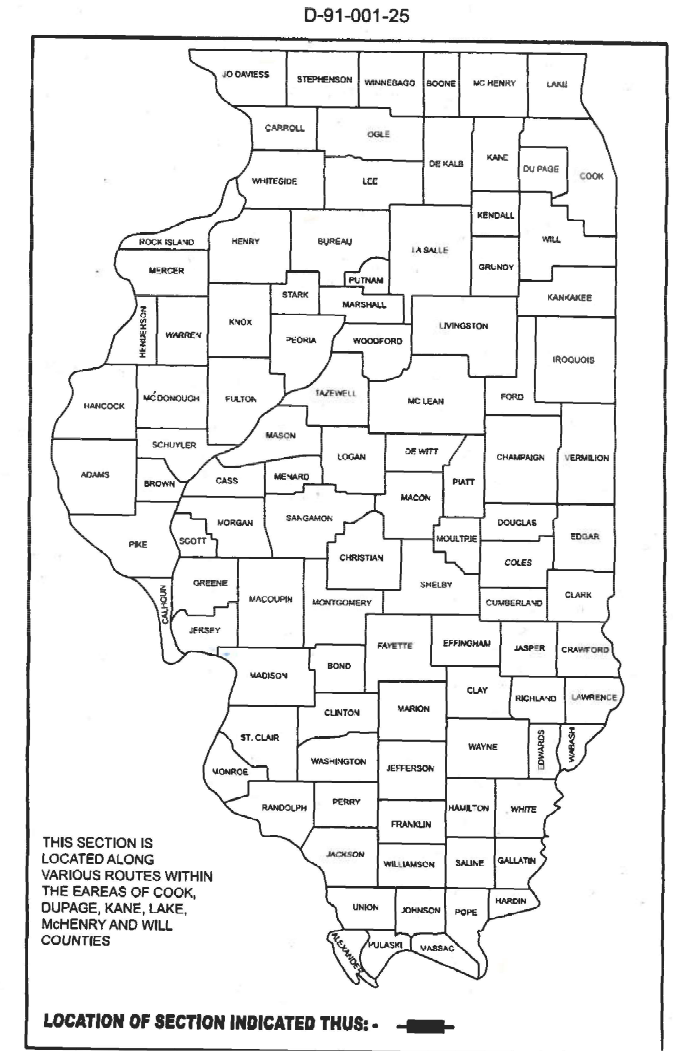 D-91-001-25
JO DAVIESS
STEPHENSON
WINNEBAGO
BOONE
MC HENRY
LAKE
CARROLL
OGLE
DE KALB
KANE
DU PAGE
COOK
WHITESIDE
LEE
KENDALL
WILL
ROCK ISLAND
HENRY
BUREAU
LA SALLE
GRUNDY
MERCER
PUTNAM
KANKAKEE
STARK
MARSHALL
HENDERSON
WARREN
KNOX
PEORIA
WOODFORD
LIVINGSTON
IROQUOIS
HANCOCK
MCDONOUGH
FULTON
TAZEWELL
MC LEAN
FORD
MASON
SCHUYLER
LOGAN
DE WITT
CHAMPAIGN
VERMILION
ADAMS
BROWN
CASS
MENARD
PIATT
MACON
PIKE
SCOTT
MORGAN
SANGAMON
MOULTRIE
DOUGLAS
EDGAR
CHRISTIAN
COLES
CALHOUN
GREENE
MACOUPIN
MONTGOMERY
SHELBY
CUMBERLAND
CLARK
JERSEY
FAYETTE
EFFINGHAM
JASPER
CRAWFORD
MADISON
BOND
CLAY
RICHLAND
LAWRENCE
CLINTON
MARION
ST. CLAIR
WAYNE
EDWARDS
WABASH
MONROE
WASHINGTON
JEFFERSON
RANDOLPH
PERRY
HAMILTON
WHITE
FRANKLIN
JACKSON
WILLIAMSON
SALINE
GALLATIN
UNION
JOHNSON
POPE
HARDIN
ALEXANDER
PULASKI
MASSAC
THIS SECTION IS
LOCATED ALONG
VARIOUS ROUTES WITHIN
THE EAREAS OF COOK,
DUPAGE, KANE, LAKE,
McHENRY AND WILL
COUNTIES
LOCATION OF SECTION INDICATED THUS: -